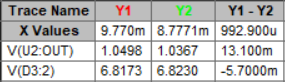 Trace Name Y1 Y2 Y1 - Y2
X Values 9.770m 8.7771m 992.900u
V(U2:OUT) 1.0498 1.0367 13.100m
V(D3:2) 6.8173 6.8230 -5.7000m